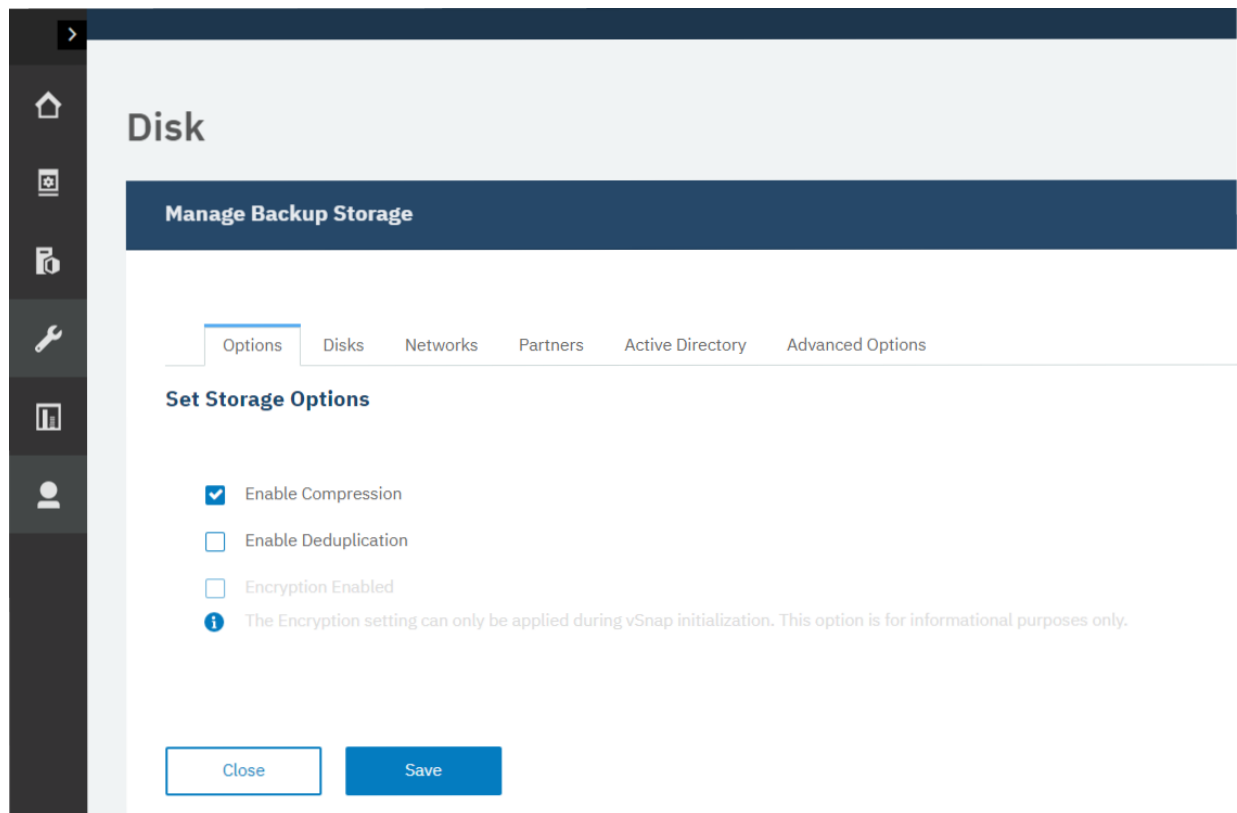 Disk
Manage Backup Storage
Options Disks Networks Partners Active Directory Advanced Options
Set Storage Options
Enable Compression
Enable Deduplication
Encryption Enabled
The Encryption setting can only be applied during vSnap initialization. This option is for informational purposes only.
Close Save